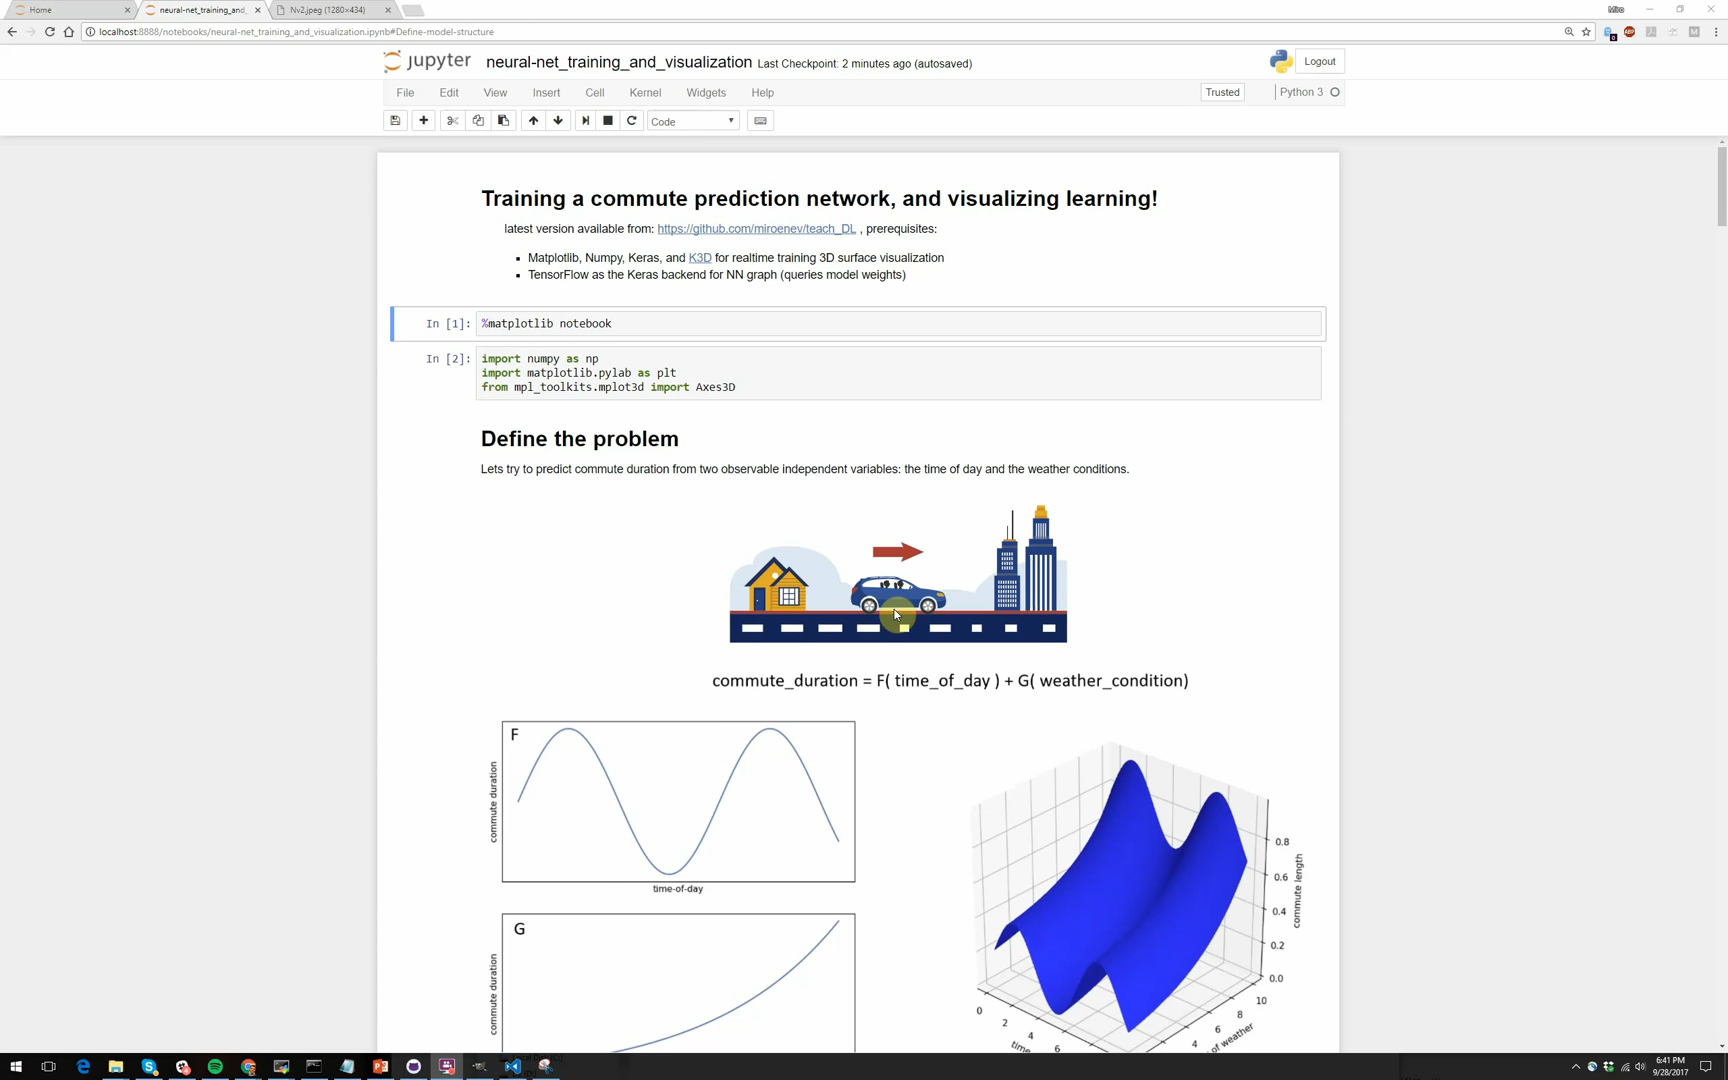 Home
neural-net_training_and_
Nv2.jpeg (1280×434)
Miro
localhost:8888/notebooks/neural-net_training_and_visualization.ipynb#Define-model-structure
jupyter neural-net_training_and_visualization Last Checkpoint: 2 minutes ago (autosaved)
Logout
File Edit View Insert Cell Kernel Widgets Help
Trusted
Python 3
Code
Training a commute prediction network, and visualizing learning!
latest version available from: https://github.com/miroenev/teach_DL , prerequisites:
Matplotlib, Numpy, Keras, and K3D for realtime training 3D surface visualization
TensorFlow as the Keras backend for NN graph (queries model weights)
In [1]: %matplotlib notebook
In [2]: import numpy as np
import matplotlib.pylab as plt
from mpl_toolkits.mplot3d import Axes3D
Define the problem
Lets try to predict commute duration from two observable independent variables: the time of day and the weather conditions.
commute_duration = F( time_of_day ) + G( weather_condition)
F
commute duration
time-of-day
G
commute duration
0.8
0.6
0.4
0.2
0.0
commute length
0
2
4
6
time
10
8
6
4
of weather
6:41 PM
9/28/2017